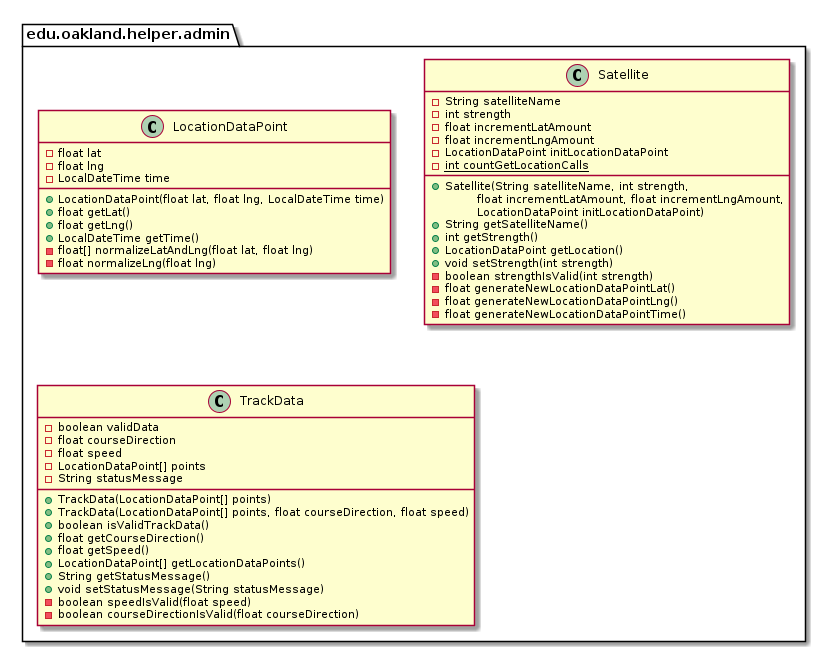 edu.oakland.helper.admin
C LocationDataPoint
float lat
float lng
LocalDateTime time
LocationDataPoint(float lat, float lng, LocalDateTime time)
float getLat()
float getLng()
LocalDateTime getTime()
float[] normalizeLatAndLng(float lat, float lng)
float normalizeLng(float lng)
C Satellite
String satelliteName
int strength
float incrementLatAmount
float incrementLngAmount
LocationDataPoint initLocationDataPoint
int countGetLocationCalls
Satellite(String satelliteName, int strength,
float incrementLatAmount, float incrementLngAmount,
LocationDataPoint initLocationDataPoint)
String getSatelliteName()
int getStrength()
LocationDataPoint getLocation()
void setStrength(int strength)
boolean strengthIsValid(int strength)
float generateNewLocationDataPointLat()
float generateNewLocationDataPointLng()
float generateNewLocationDataPointTime()
C TrackData
boolean validData
float courseDirection
float speed
LocationDataPoint[] points
String statusMessage
TrackData(LocationDataPoint[] points)
TrackData(LocationDataPoint[] points, float courseDirection, float speed)
boolean isValidTrackData()
float getCourseDirection()
float getSpeed()
LocationDataPoint[] getLocationDataPoints()
String getStatusMessage()
void setStatusMessage(String statusMessage)
boolean speedIsValid(float speed)
boolean courseDirectionIsValid(float courseDirection)